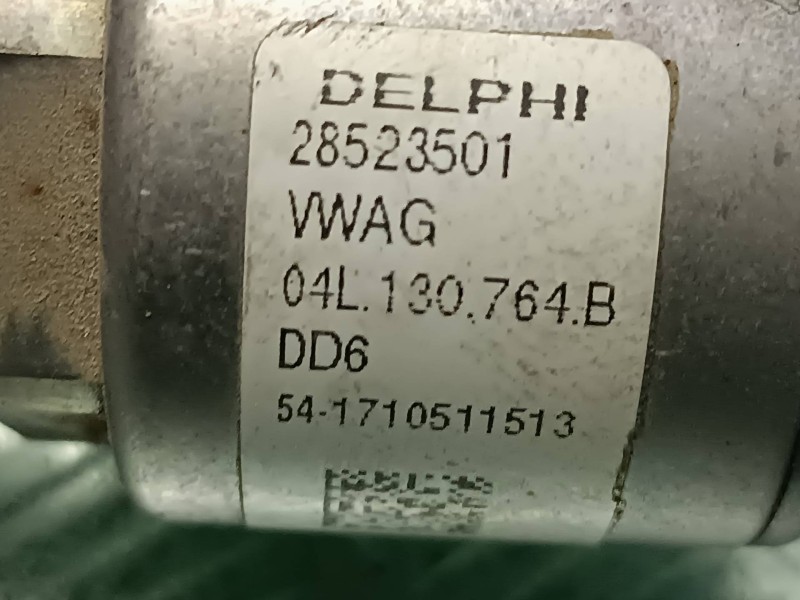 DELPHI
28523501
VWAG
04L.130.764.B
DD6
54-1710511513